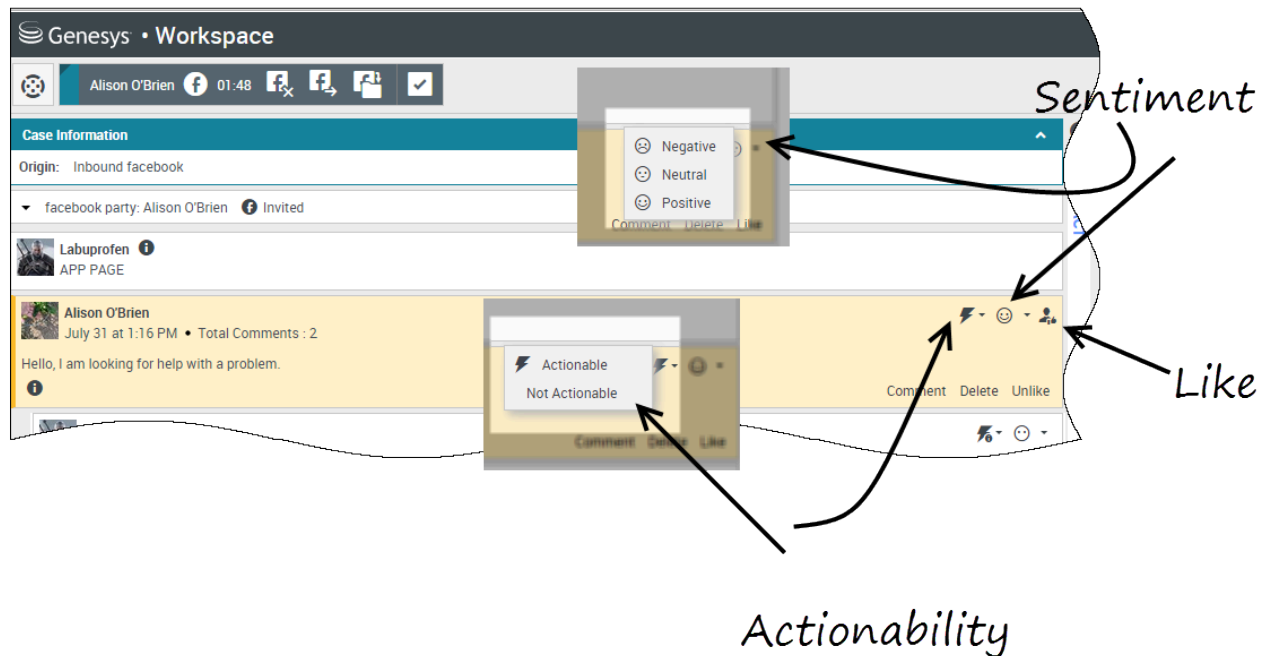 Genesys • Workspace
Alison O'Brien 01:48
Sentiment
Case Information
Negative
Origin: Inbound facebook
Neutral
Positive
facebook party: Alison O'Brien Invited
Comment Delete Like
Labuprofen
APP PAGE
Alison O'Brien
July 31 at 1:16 PM • Total Comments : 2
Hello, I am looking for help with a problem.
Actionable
Not Actionable
Comment Delete Unlike
Like
Comment Delete Like
Actionability